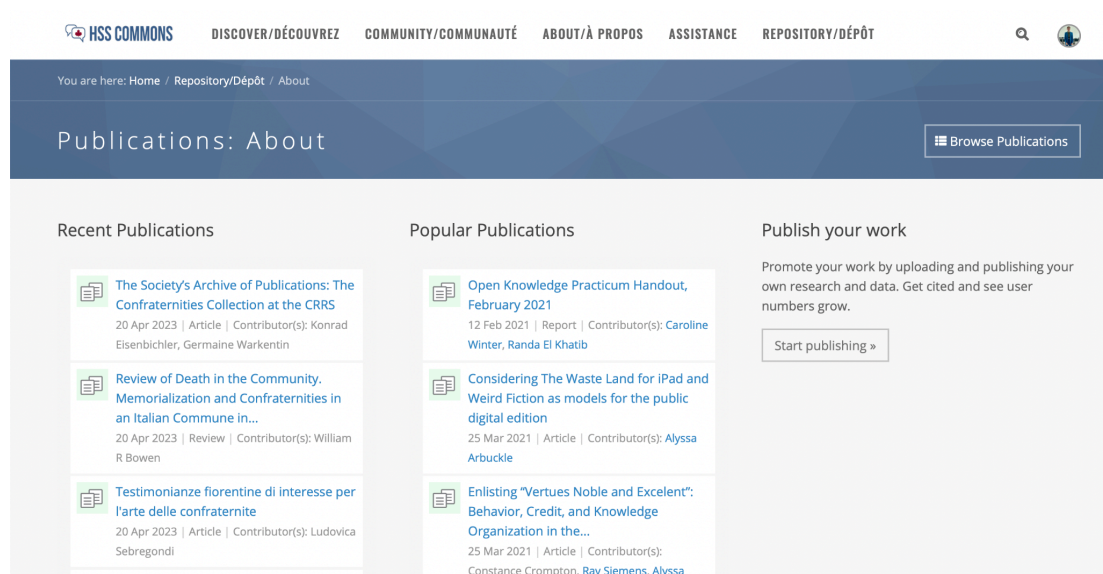 HSS COMMONS
DISCOVER/DÉCOUVREZ
COMMUNITY/COMMUNAUTÉ
ABOUT/À PROPOS
ASSISTANCE
REPOSITORY/DÉPÔT
You are here: Home / Repository/Dépôt / About
Publications: About
Browse Publications
Recent Publications
The Society's Archive of Publications: The
Confraternities Collection at the CRRS
20 Apr 2023 | Article | Contributor(s): Konrad
Eisenbichler, Germaine Warkentin
Review of Death in the Community.
Memorialization and Confraternities in
an Italian Commune in...
20 Apr 2023 | Review | Contributor(s): William
R Bowen
Testimonianze fiorentine di interesse per
l'arte delle confraternite
20 Apr 2023 | Article | Contributor(s): Ludovica
Sebregondi
Popular Publications
Open Knowledge Practicum Handout,
February 2021
12 Feb 2021 | Report | Contributor(s): Caroline
Winter, Randa El Khatib
Considering The Waste Land for iPad and
Weird Fiction as models for the public
digital edition
25 Mar 2021 | Article | Contributor(s): Alyssa
Arbuckle
Enlisting “Vertues Noble and Excelent”:
Behavior, Credit, and Knowledge
Organization in the...
25 Mar 2021 | Article | Contributor(s):
Constance Crompton, Ray Siemens, Alyssa
Publish your work
Promote your work by uploading and publishing your
own research and data. Get cited and see user
numbers grow.
Start publishing »